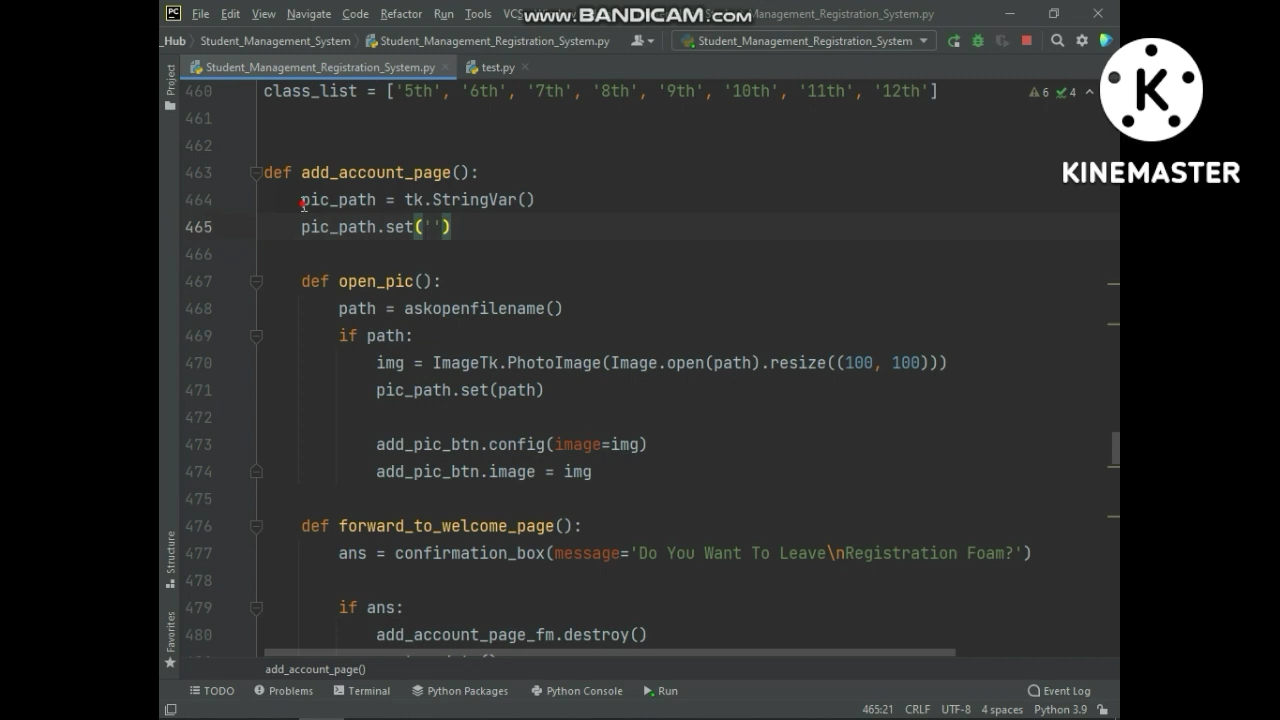 PC File Edit View Navigate Code Refactor Run Tools VCS www.BANDICAM.com _Management_Registration_System.py
_Hub Student_Management_System Student_Management_Registration_System.py Student_Management_Registration_System
Student_Management_Registration_System.py test.py
K
KINEMASTER
Project
460 class_list = ['5th', '6th', '7th', '8th', '9th', '10th', '11th', '12th'] 6 4
461
462
463 def add_account_page():
464 pic_path = tk.StringVar()
465 pic_path.set('')
466
467 def open_pic():
468 path = askopenfilename()
469 if path:
470 img = ImageTk.PhotoImage(Image.open(path).resize((100, 100)))
471 pic_path.set(path)
472
473 add_pic_btn.config(image=img)
474 add_pic_btn.image = img
475
476 def forward_to_welcome_page():
477 ans = confirmation_box(message='Do You Want To Leave\nRegistration Foam?')
478
479 if ans:
480 add_account_page_fm.destroy()
Structure
Favorites
add_account_page()
TODO Problems Terminal Python Packages Python Console Run Event Log
465:21 CRLF UTF-8 4 spaces Python 3.9